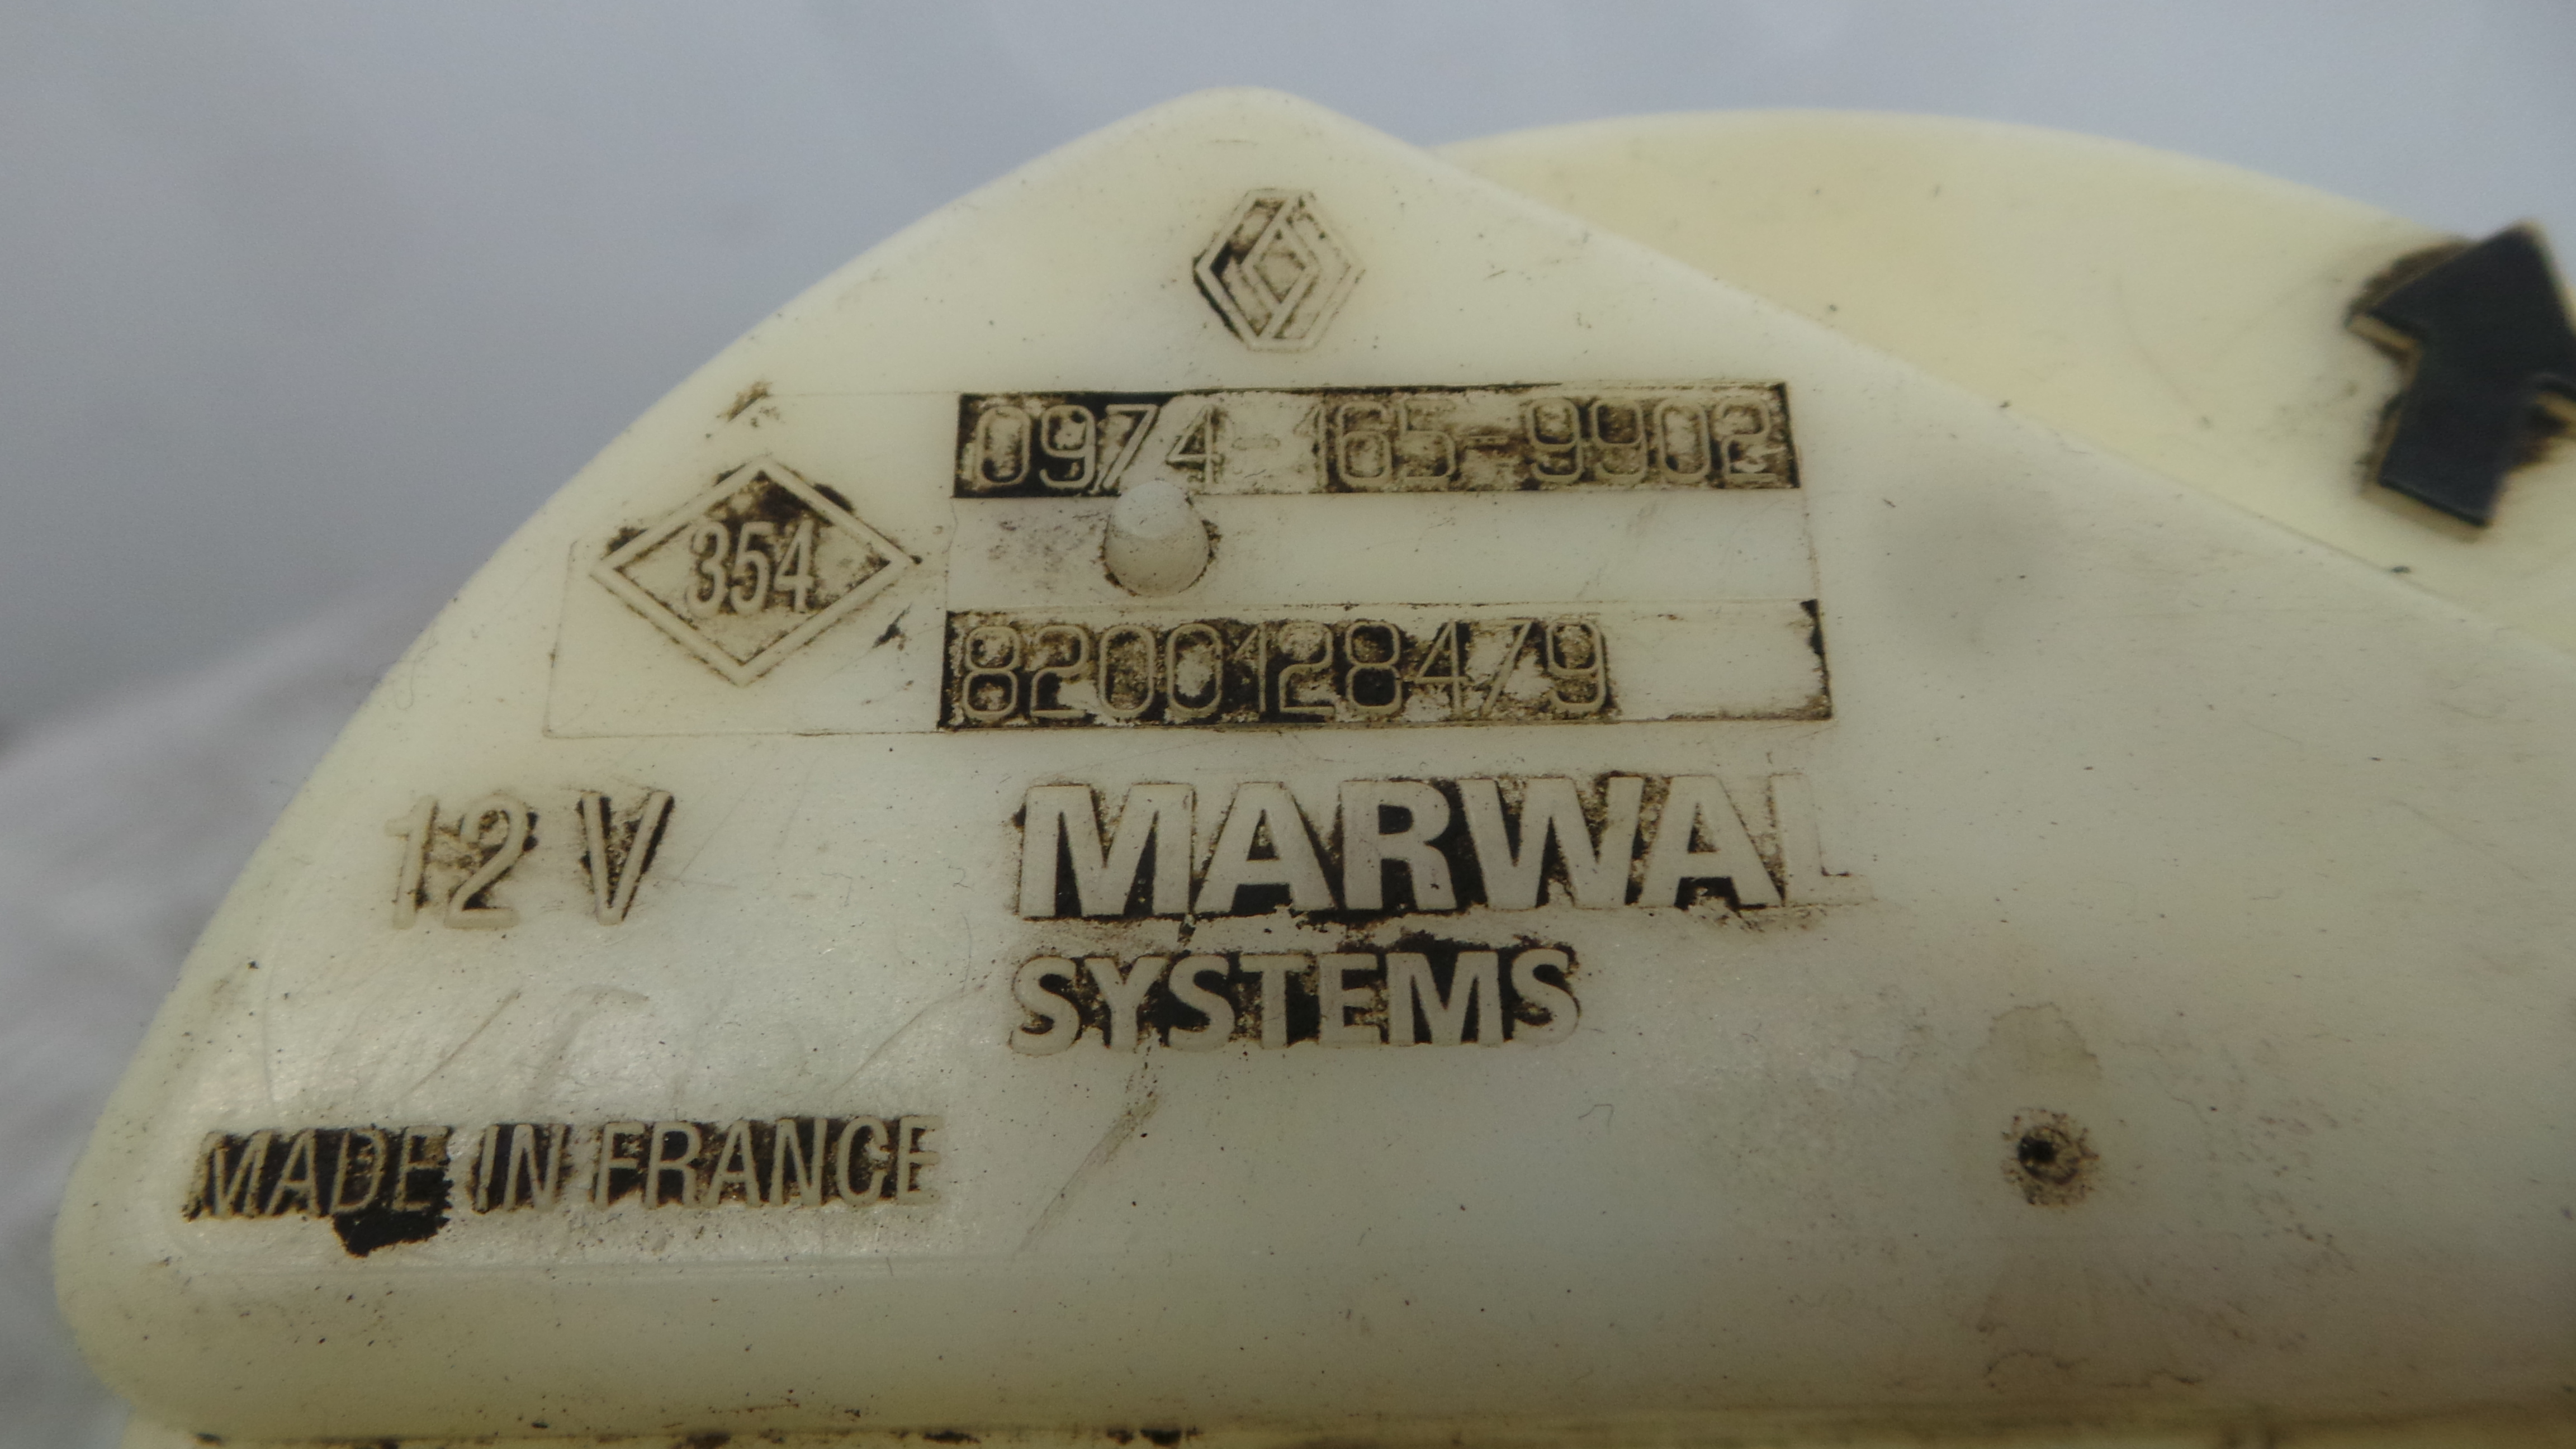 0974-165-9902
354
8200128479
12 V
MARWAL
SYSTEMS
MADE IN FRANCE